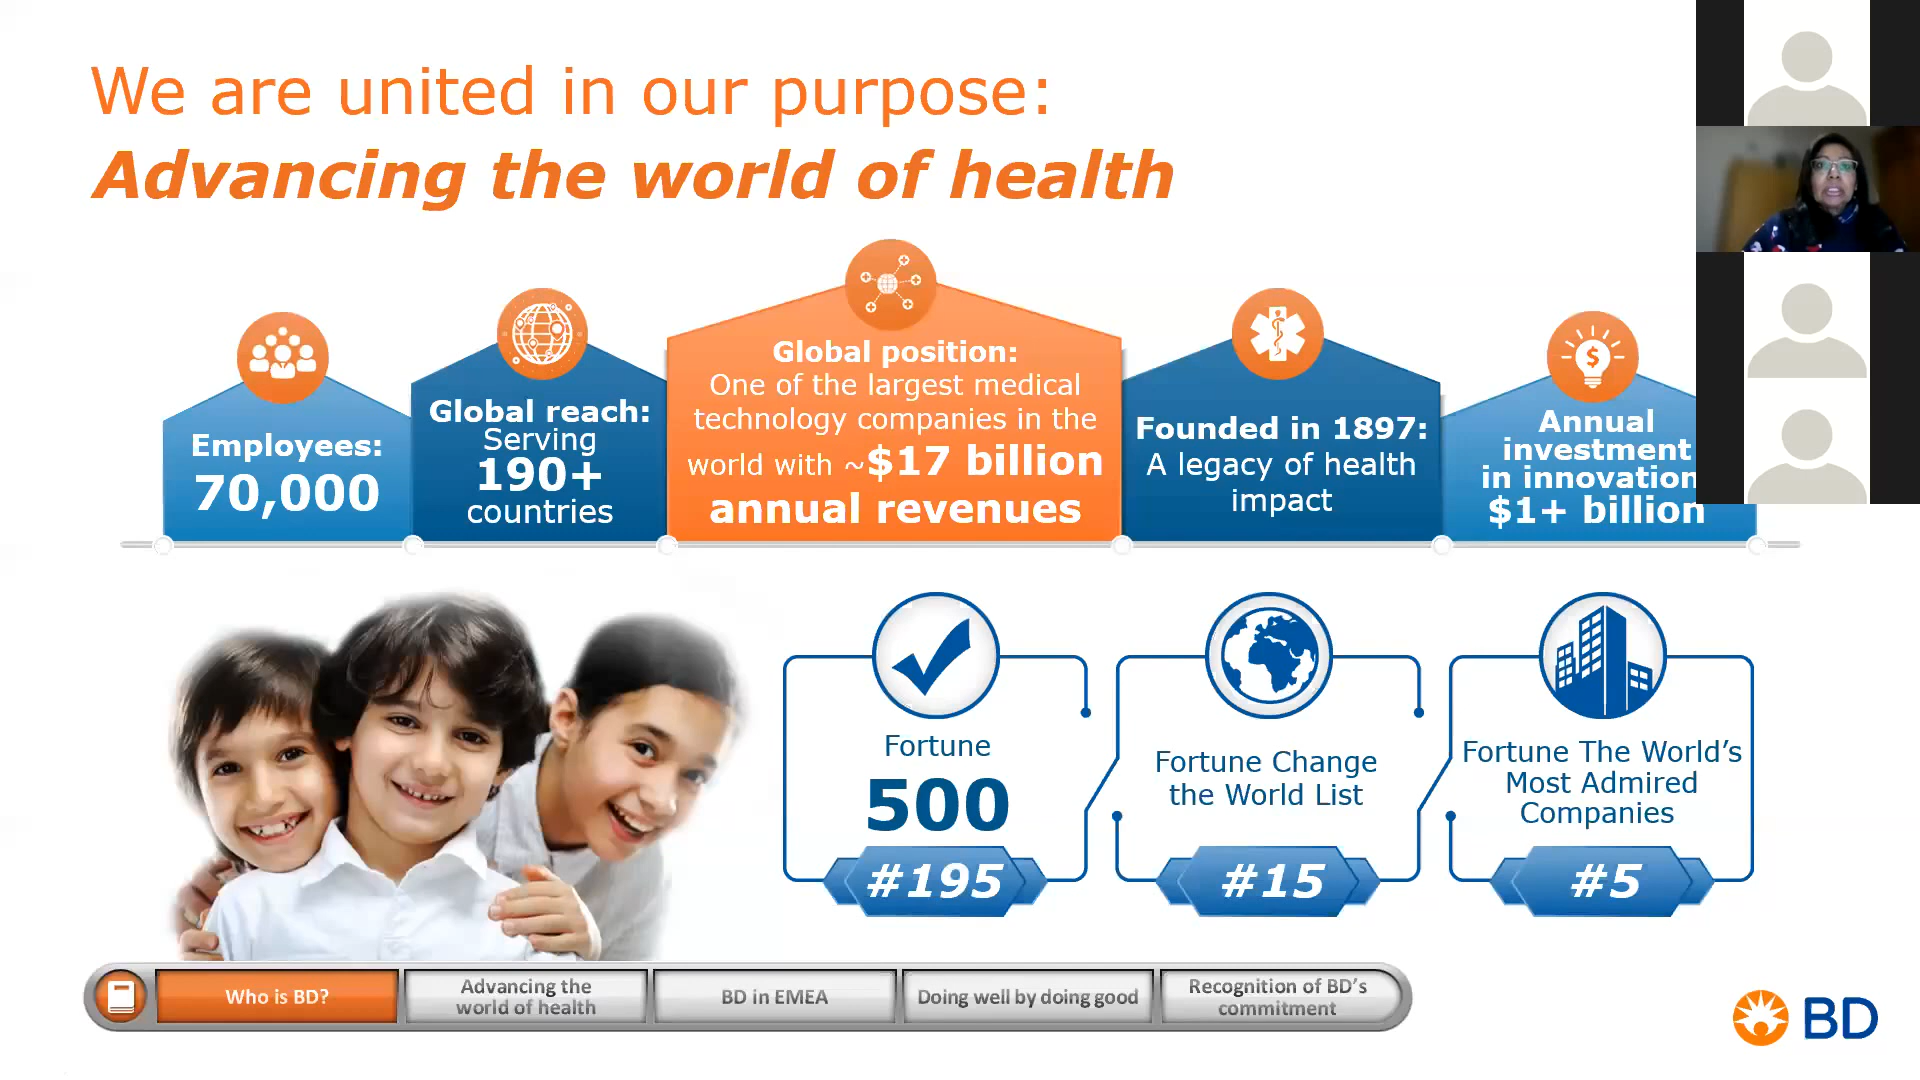 We are united in our purpose:
Advancing the world of health
Employees:
70,000
Global reach:
Serving
190+
countries
Global position:
One of the largest medical
technology companies in the
world with ~$17 billion
annual revenues
Founded in 1897:
A legacy of health
impact
Annual
investment
in innovation
$1+ billion
$
Fortune
500
#195
Fortune Change
the World List
#15
Fortune The World’s
Most Admired
Companies
#5
Who is BD?
Advancing the
world of health
BD in EMEA
Doing well by doing good
Recognition of BD’s
commitment
BD